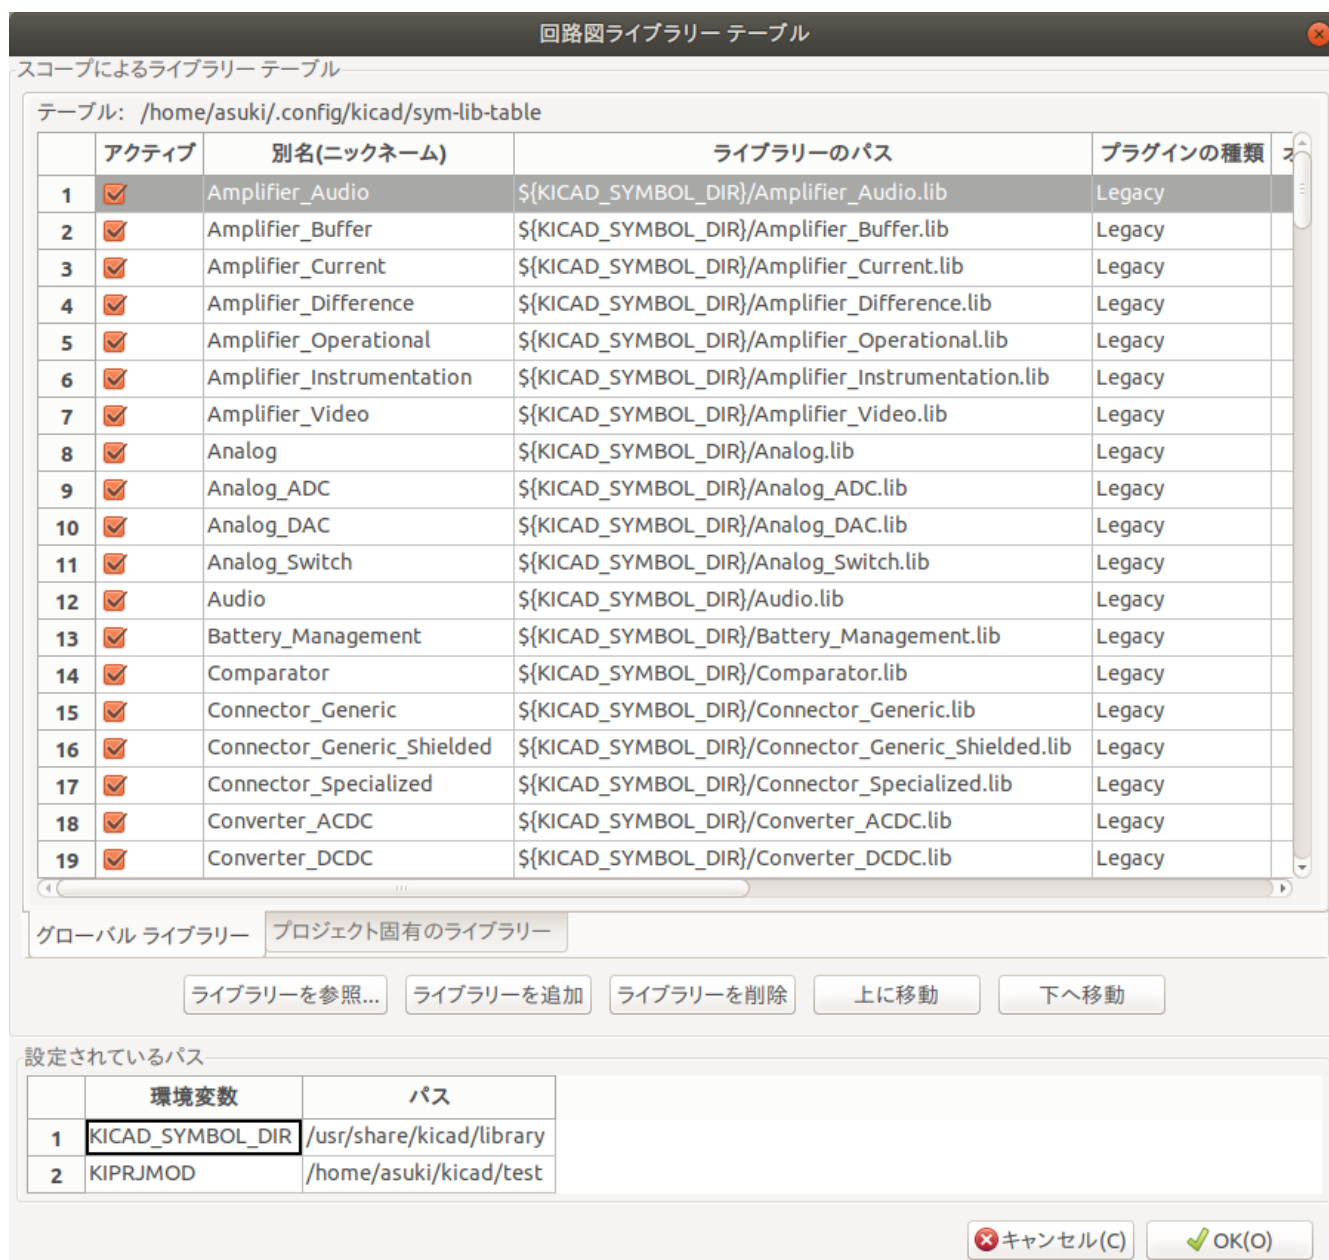 回路図ライブラリー テーブル
スコープによるライブラリー テーブル
テーブル: /home/asuki/.config/kicad/sym-lib-table
アクティブ 別名(ニックネーム) ライブラリーのパス プラグインの種類
1 Amplifier_Audio ${KICAD_SYMBOL_DIR}/Amplifier_Audio.lib Legacy
2 Amplifier_Buffer ${KICAD_SYMBOL_DIR}/Amplifier_Buffer.lib Legacy
3 Amplifier_Current ${KICAD_SYMBOL_DIR}/Amplifier_Current.lib Legacy
4 Amplifier_Difference ${KICAD_SYMBOL_DIR}/Amplifier_Difference.lib Legacy
5 Amplifier_Operational ${KICAD_SYMBOL_DIR}/Amplifier_Operational.lib Legacy
6 Amplifier_Instrumentation ${KICAD_SYMBOL_DIR}/Amplifier_Instrumentation.lib Legacy
7 Amplifier_Video ${KICAD_SYMBOL_DIR}/Amplifier_Video.lib Legacy
8 Analog ${KICAD_SYMBOL_DIR}/Analog.lib Legacy
9 Analog_ADC ${KICAD_SYMBOL_DIR}/Analog_ADC.lib Legacy
10 Analog_DAC ${KICAD_SYMBOL_DIR}/Analog_DAC.lib Legacy
11 Analog_Switch ${KICAD_SYMBOL_DIR}/Analog_Switch.lib Legacy
12 Audio ${KICAD_SYMBOL_DIR}/Audio.lib Legacy
13 Battery_Management ${KICAD_SYMBOL_DIR}/Battery_Management.lib Legacy
14 Comparator ${KICAD_SYMBOL_DIR}/Comparator.lib Legacy
15 Connector_Generic ${KICAD_SYMBOL_DIR}/Connector_Generic.lib Legacy
16 Connector_Generic_Shielded ${KICAD_SYMBOL_DIR}/Connector_Generic_Shielded.lib Legacy
17 Connector_Specialized ${KICAD_SYMBOL_DIR}/Connector_Specialized.lib Legacy
18 Converter_ACDC ${KICAD_SYMBOL_DIR}/Converter_ACDC.lib Legacy
19 Converter_DCDC ${KICAD_SYMBOL_DIR}/Converter_DCDC.lib Legacy
グローバル ライブラリー プロジェクト固有のライブラリー
ライブラリーを参照... ライブラリーを追加 ライブラリーを削除 上に移動 下へ移動
設定されているパス
環境変数 パス
1 KICAD_SYMBOL_DIR /usr/share/kicad/library
2 KIPRJMOD /home/asuki/kicad/test
キャンセル(C) OK(O)